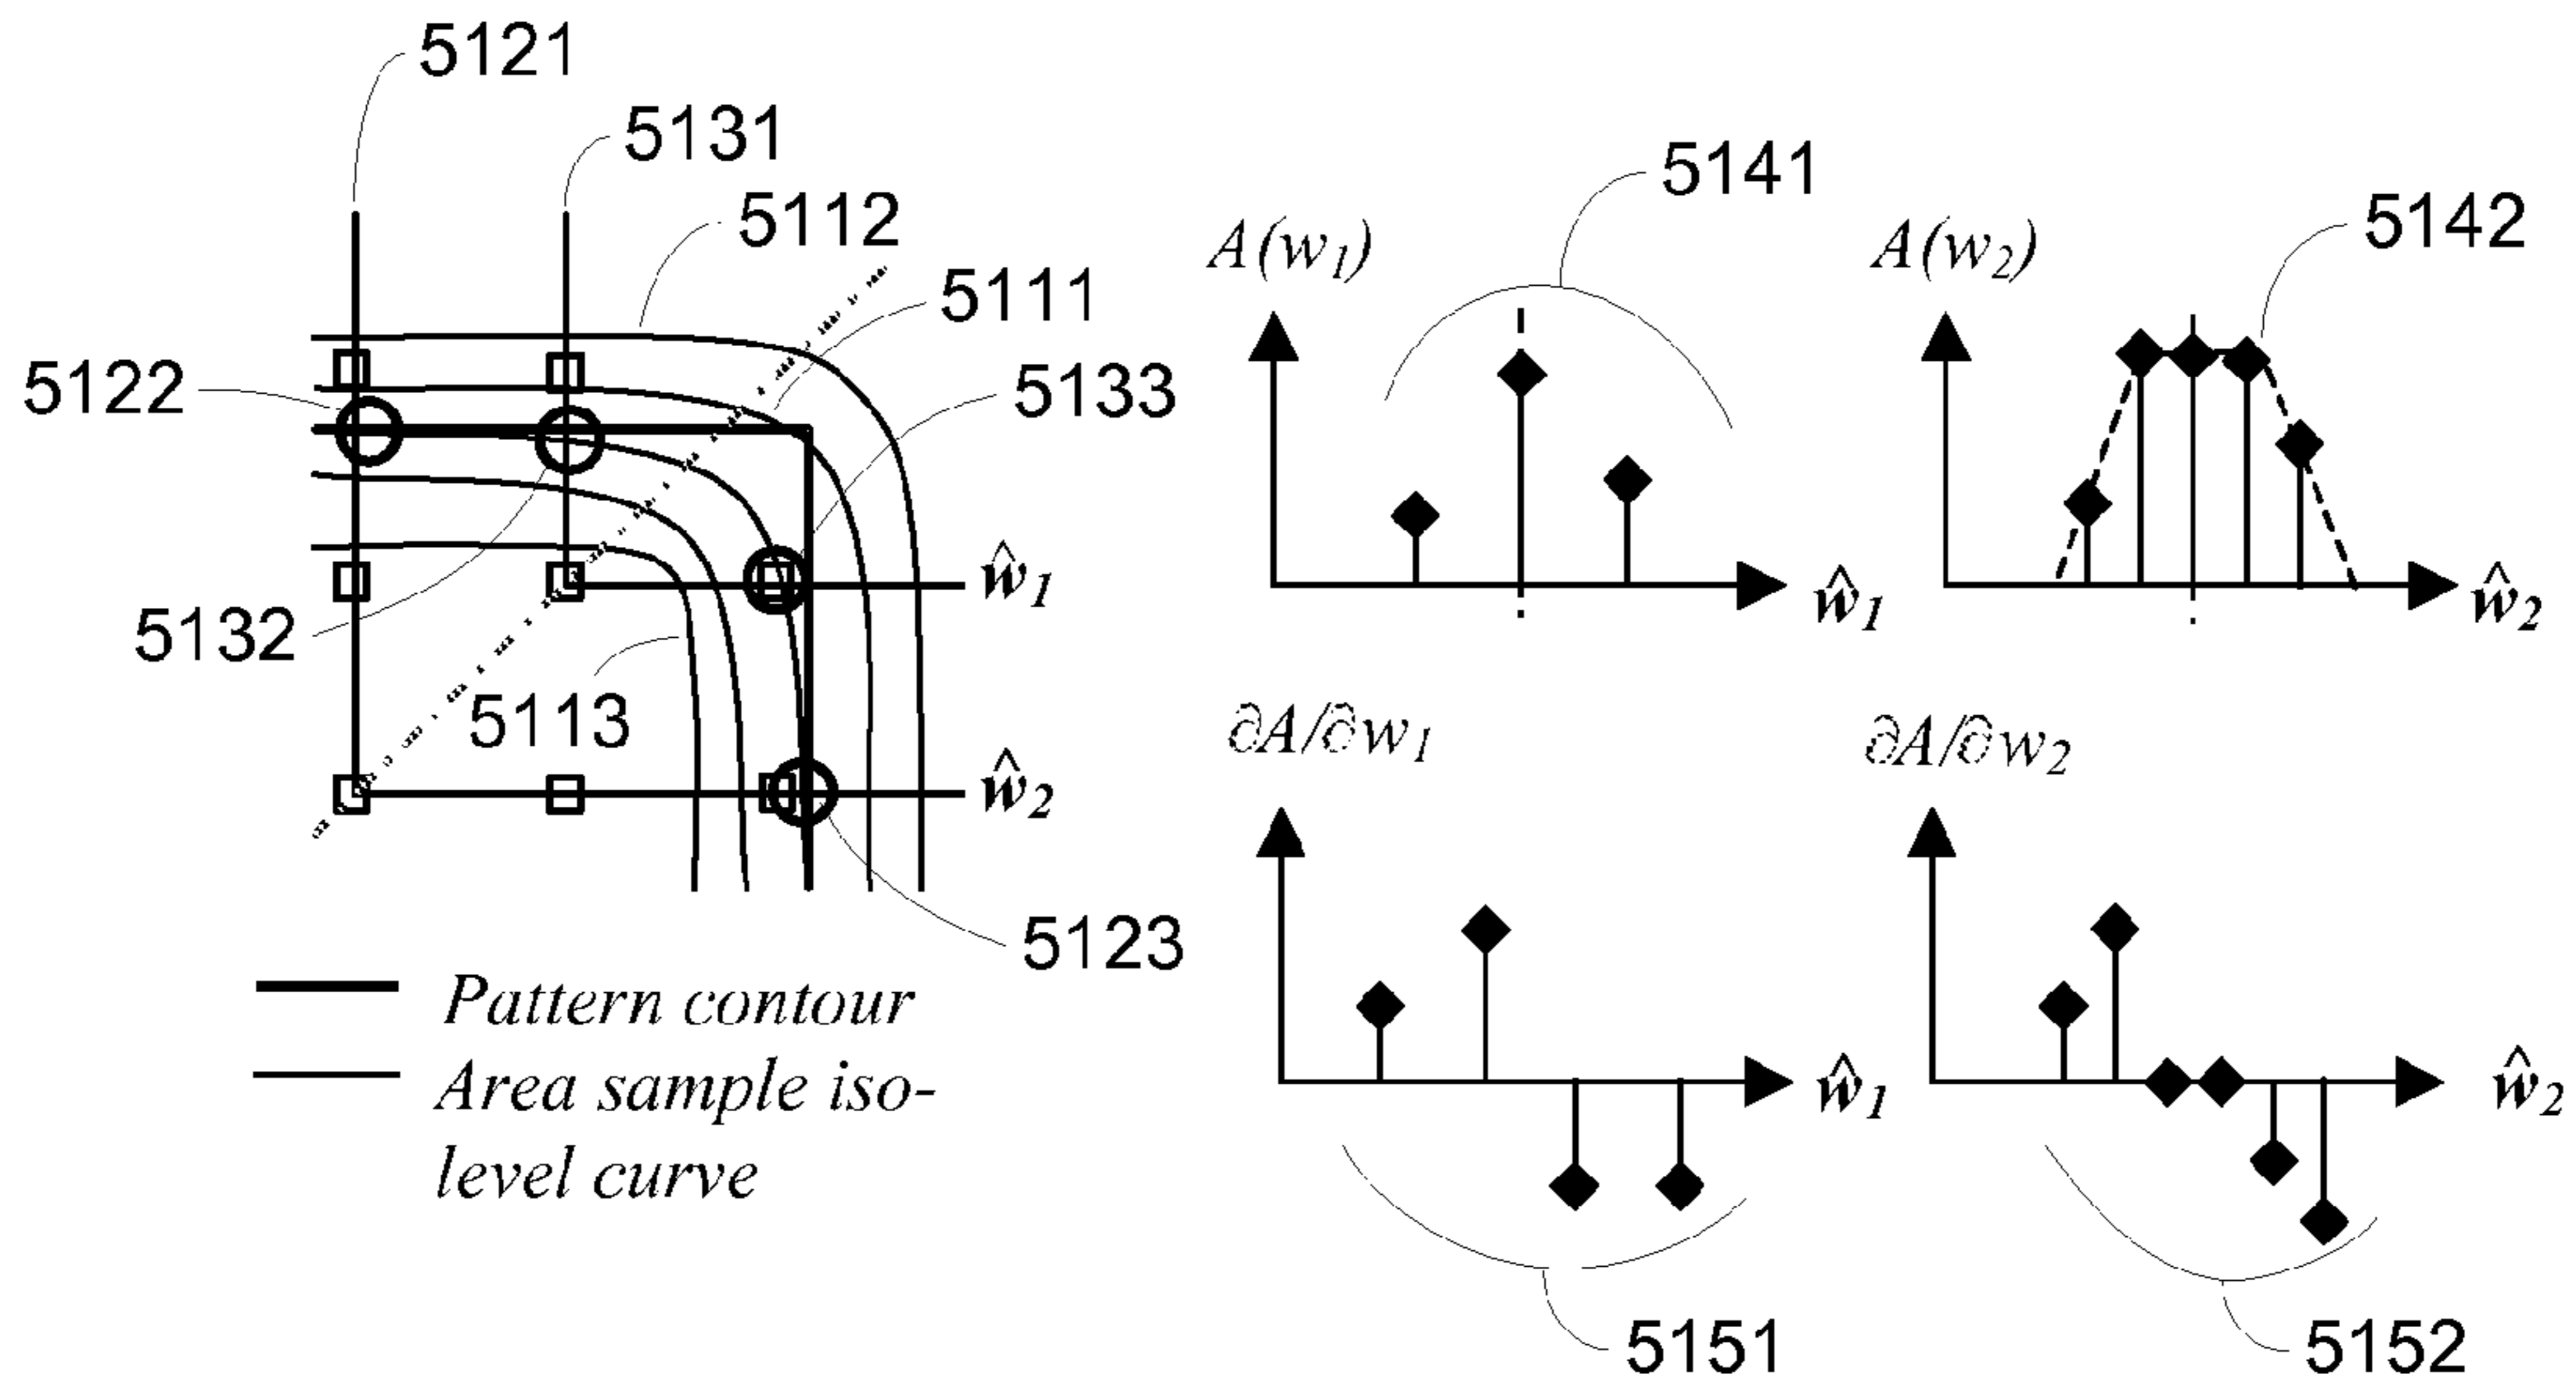 5121
5131
5112
5111
5122
5133
5132
5113
ŵ1
ŵ2
5123
Pattern contour
Area sample iso-
level curve
A(w1)
5141
ŵ1
A(w2)
5142
ŵ2
∂A/∂w1
ŵ1
5151
∂A/∂w2
ŵ2
5152